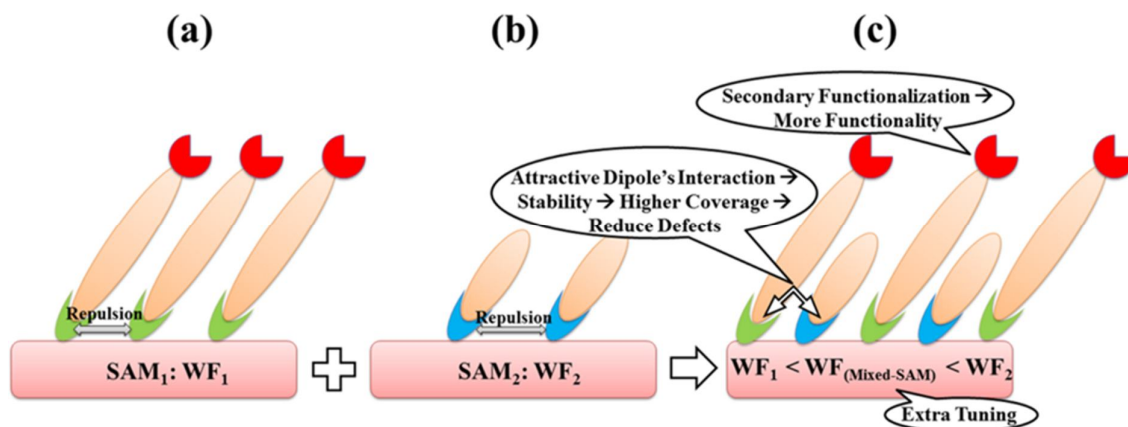 (a)
(b)
(c)
Secondary Functionalization →
More Functionality
Attractive Dipole's Interaction →
Stability → Higher Coverage →
Reduce Defects
Repulsion
Repulsion
SAM₁: WF₁
SAM₂: WF₂
WF₁ < WF₍Mixed-SAM₎ < WF₂
Extra Tuning